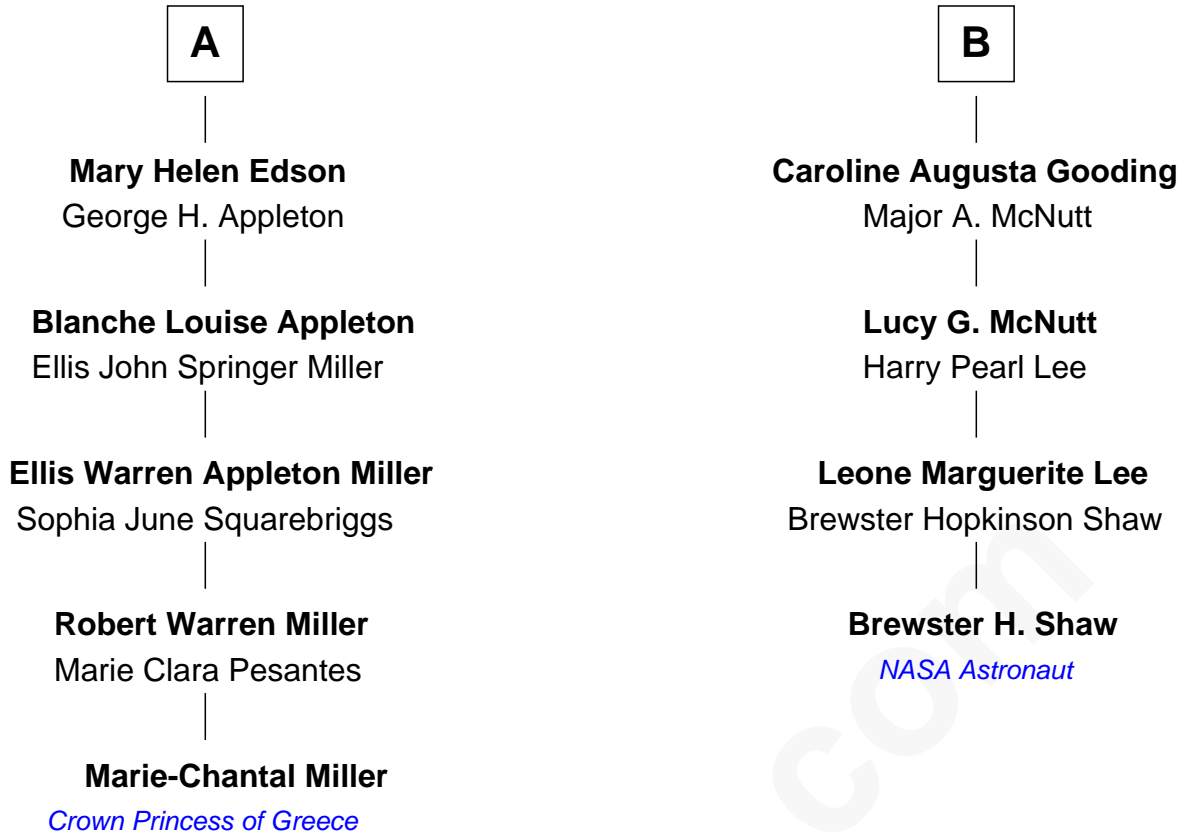 A
Mary Helen Edson
George H. Appleton
Blanche Louise Appleton
Ellis John Springer Miller
Ellis Warren Appleton Miller
Sophia June Squarebriggs
Robert Warren Miller
Marie Clara Pesantes
Marie-Chantal Miller
Crown Princess of Greece
B
Caroline Augusta Gooding
Major A. McNutt
Lucy G. McNutt
Harry Pearl Lee
Leone Marguerite Lee
Brewster Hopkinson Shaw
Brewster H. Shaw
NASA Astronaut
com